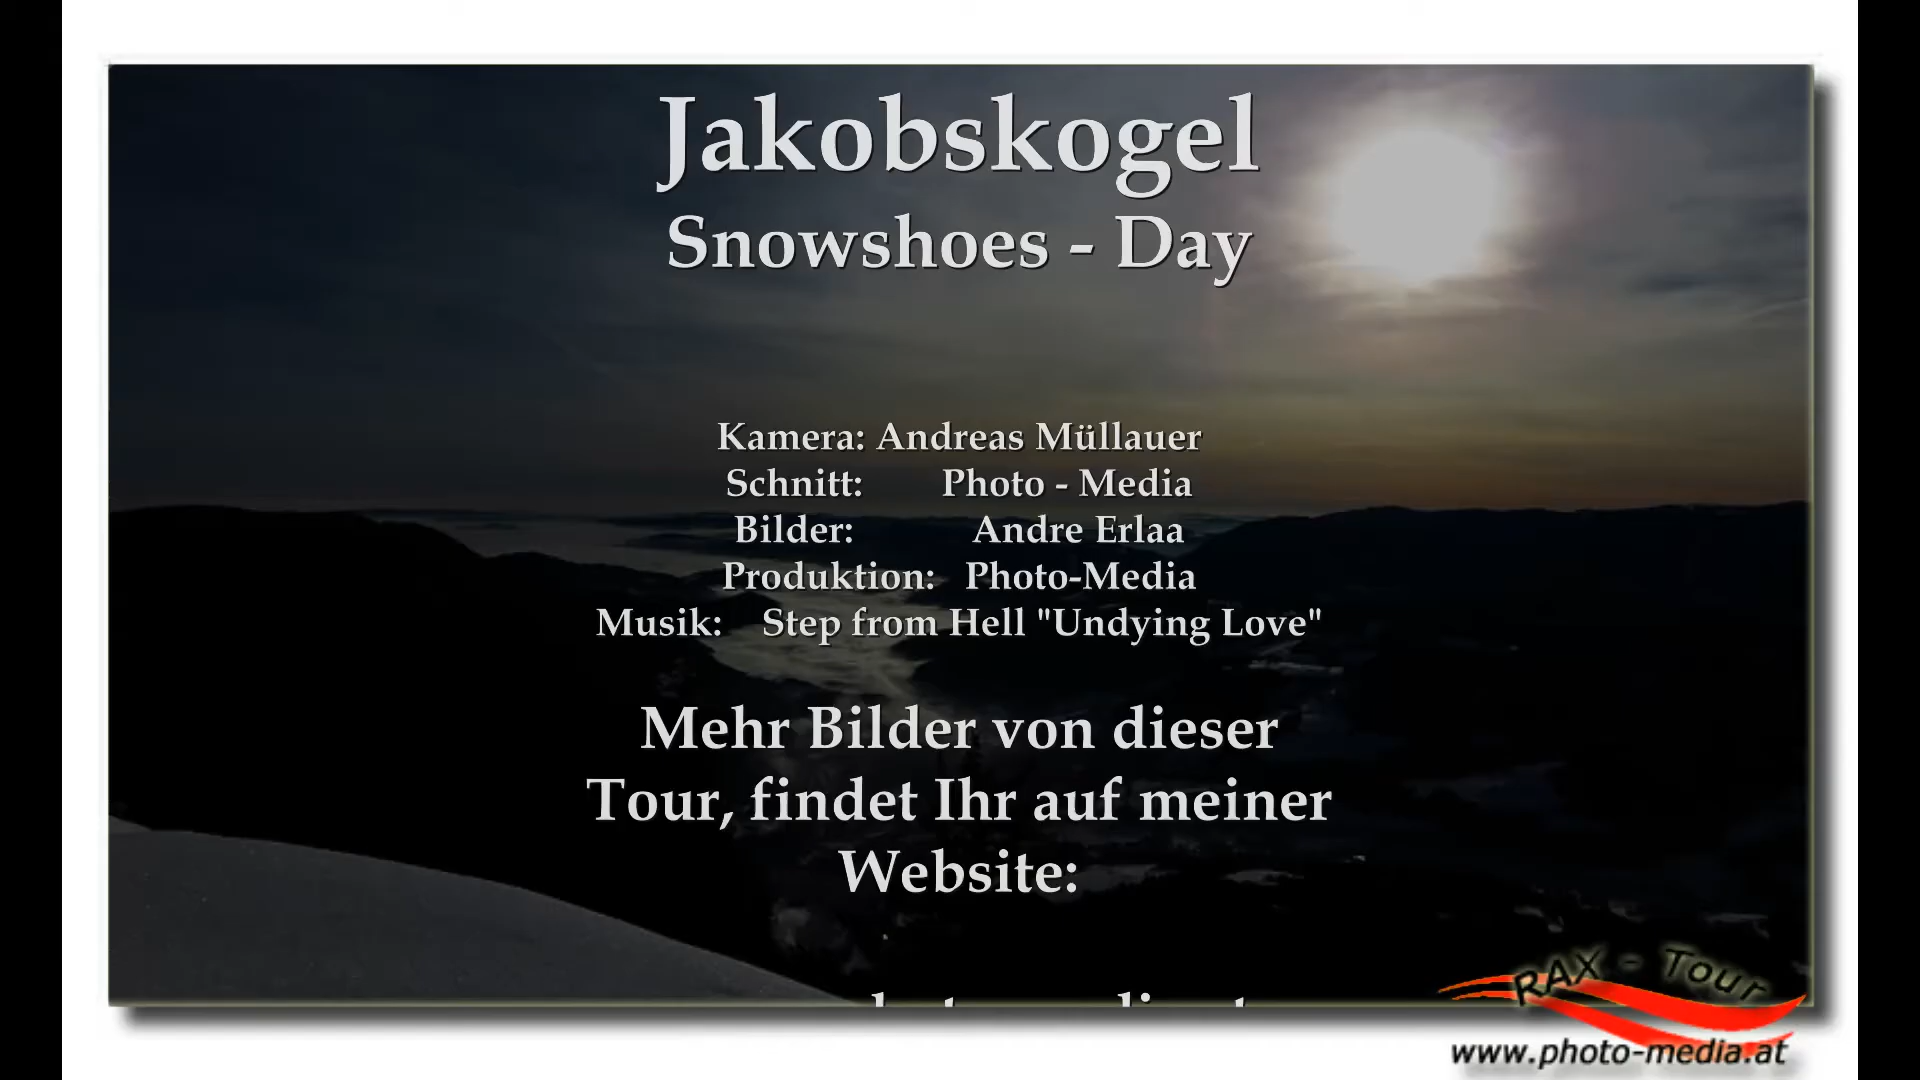 Jakobskogel
Snowshoes - Day
Kamera: Andreas Müllauer
Schnitt: Photo - Media
Bilder: Andre Erlaa
Produktion: Photo-Media
Musik: Step from Hell "Undying Love"
Mehr Bilder von dieser
Tour, findet Ihr auf meiner
Website:
RAX - Tour
www.photo-media.at